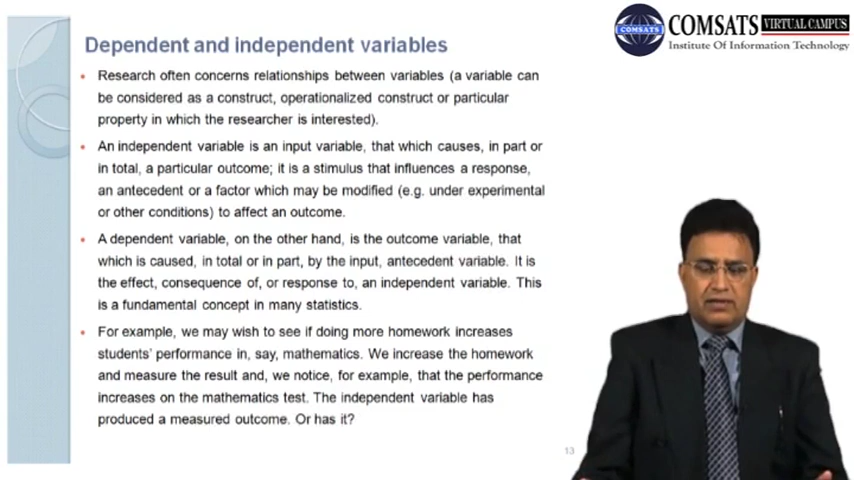 Dependent and independent variables
Research often concerns relationships between variables (a variable can
be considered as a construct, operationalized construct or particular
property in which the researcher is interested).
An independent variable is an input variable, that which causes, in part or
in total, a particular outcome; it is a stimulus that influences a response,
an antecedent or a factor which may be modified (e.g. under experimental
or other conditions) to affect an outcome.
A dependent variable, on the other hand, is the outcome variable, that
which is caused, in total or in part, by the input, antecedent variable. It is
the effect, consequence of, or response to, an independent variable. This
is a fundamental concept in many statistics.
For example, we may wish to see if doing more homework increases
students' performance in, say, mathematics. We increase the homework
and measure the result and, we notice, for example, that the performance
increases on the mathematics test. The independent variable has
produced a measured outcome. Or has it?
13
COMSATS
COMSATS VIRTUAL CAMPUS
Institute Of Information Technology